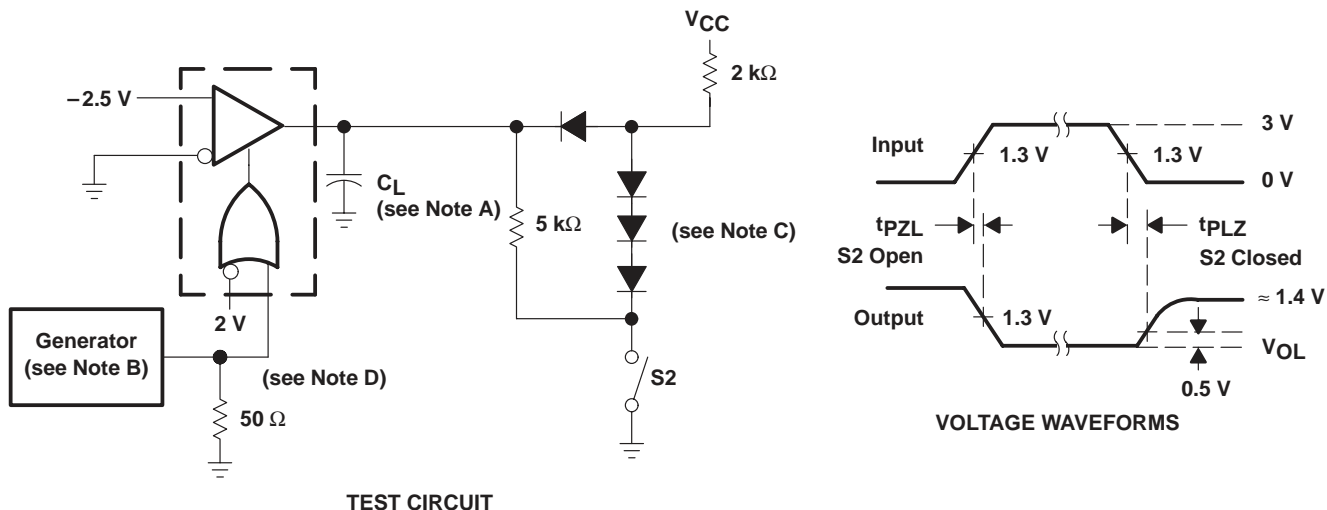 VCC
2 kΩ
−2.5 V
CL
(see Note A)
5 kΩ
(see Note C)
2 V
Generator
(see Note B)
(see Note D)
50 Ω
S2
TEST CIRCUIT
3 V
Input
1.3 V
1.3 V
0 V
tPZL
tPLZ
S2 Open
S2 Closed
≈ 1.4 V
Output
1.3 V
VOL
0.5 V
VOLTAGE WAVEFORMS